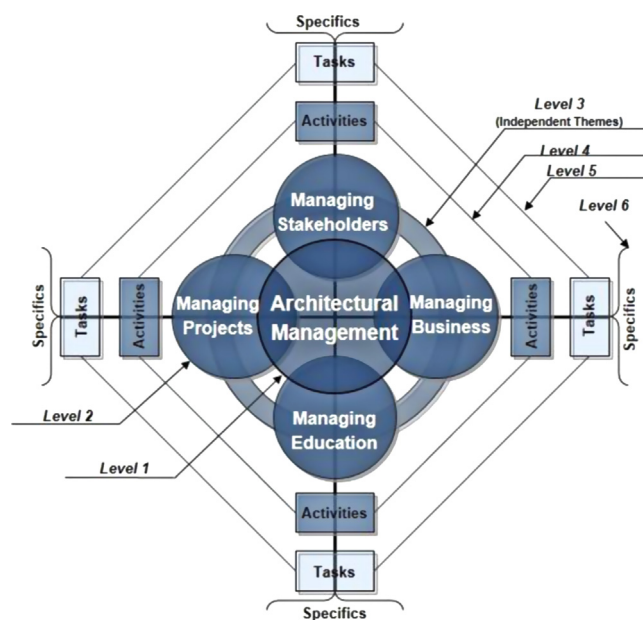 Specifics
Tasks
Activities
Level 3
(Independent Themes)
Level 4
Level 5
Level 6
Managing
Stakeholders
Specifics
Tasks
Activities
Managing
Projects
Architectural
Management
Managing
Business
Activities
Tasks
Specifics
Level 2
Managing
Education
Level 1
Activities
Tasks
Specifics